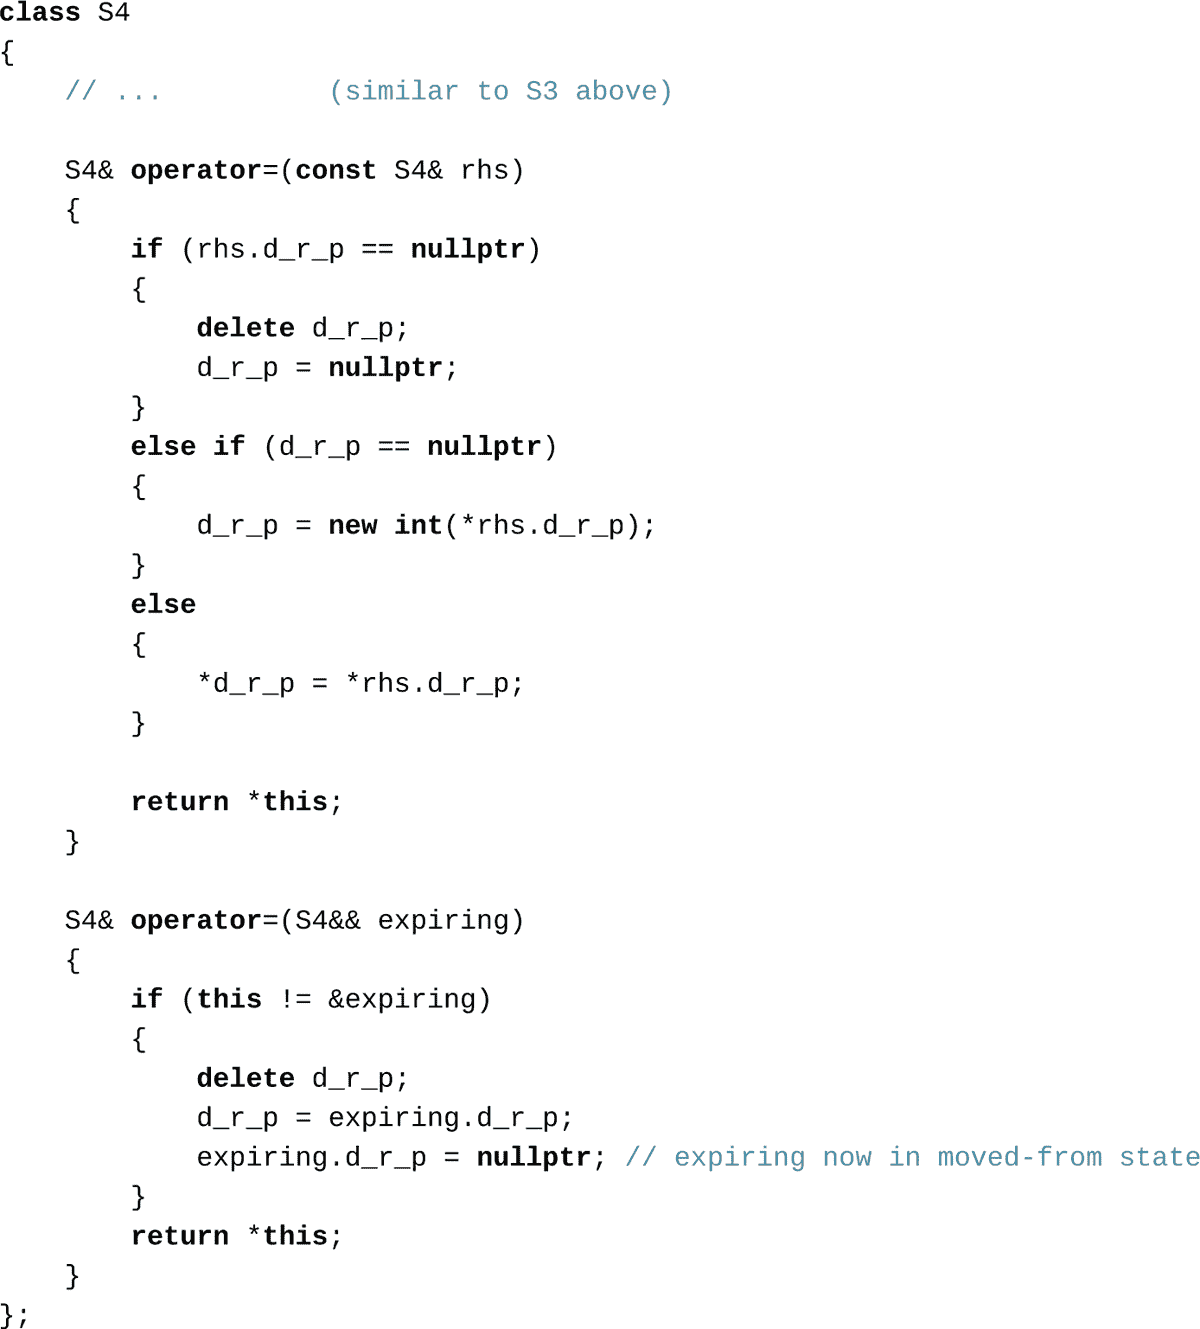 class S4
{
    // ...          (similar to S3 above)

    S4& operator=(const S4& rhs)
    {
        if (rhs.d_r_p == nullptr)
        {
            delete d_r_p;
            d_r_p = nullptr;
        }
        else if (d_r_p == nullptr)
        {
            d_r_p = new int(*rhs.d_r_p);
        }
        else
        {
            *d_r_p = *rhs.d_r_p;
        }

        return *this;
    }

    S4& operator=(S4&& expiring)
    {
        if (this != &expiring)
        {
            delete d_r_p;
            d_r_p = expiring.d_r_p;
            expiring.d_r_p = nullptr; // expiring now in moved-from state
        }
        return *this;
    }
};